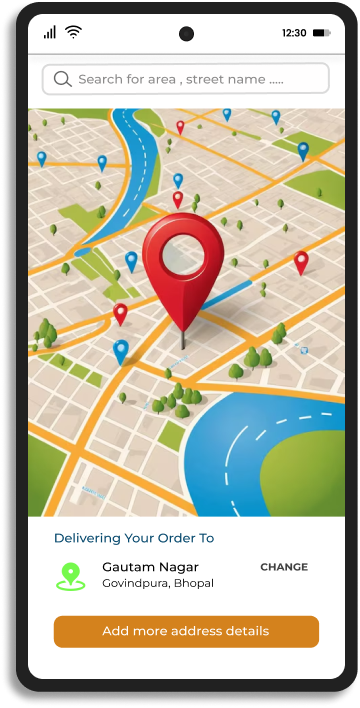 12:30
Search for area , street name .....
Delivering Your Order To
Gautam Nagar
CHANGE
Govindpura, Bhopal
Add more address details